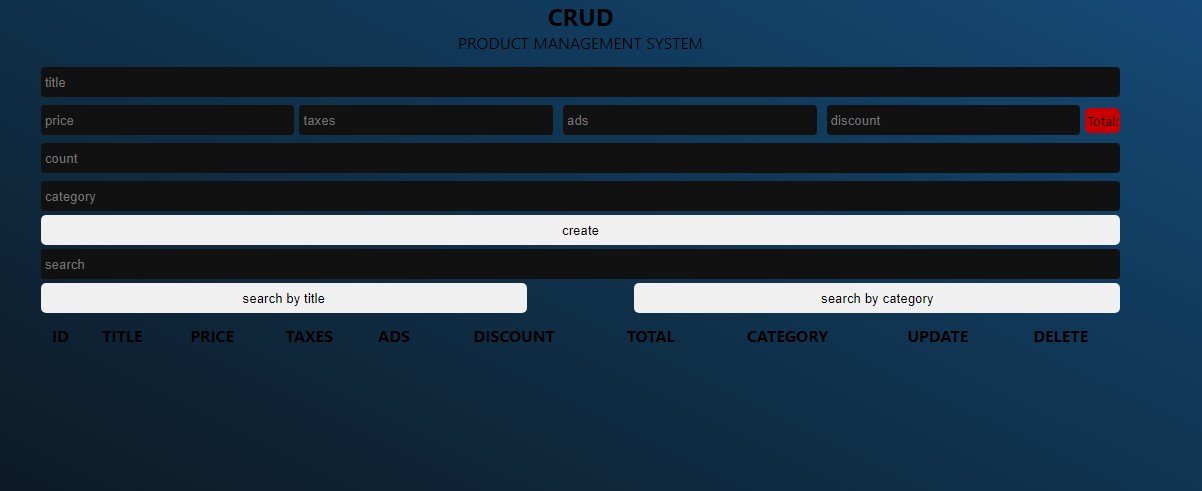 CRUD
PRODUCT MANAGEMENT SYSTEM
title
price taxes ads discount Total:
count
category
create
search
search by title search by category
ID TITLE PRICE TAXES ADS DISCOUNT TOTAL CATEGORY UPDATE DELETE